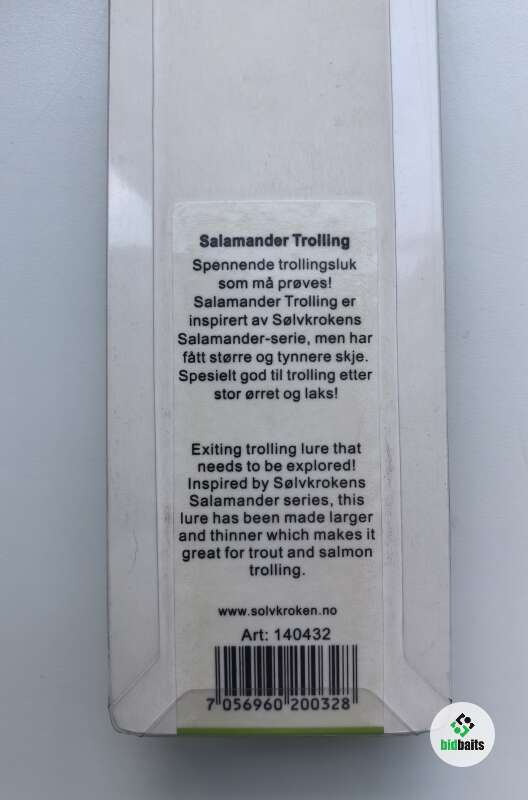 Salamander Trolling
Spennende trollingsluk
som må prøves!
Salamander Trolling er
inspirert av Sølvkrokens
Salamander-serie, men har
fått større og tynnere skje.
Spesielt god til trolling etter
stor ørret og laks!
Exiting trolling lure that
needs to be explored!
Inspired by Sølvkrokens
Salamander series, this
lure has been made larger
and thinner which makes it
great for trout and salmon
trolling.
www.solvkroken.no
Art: 140432
7 056960 200328
bidbaits